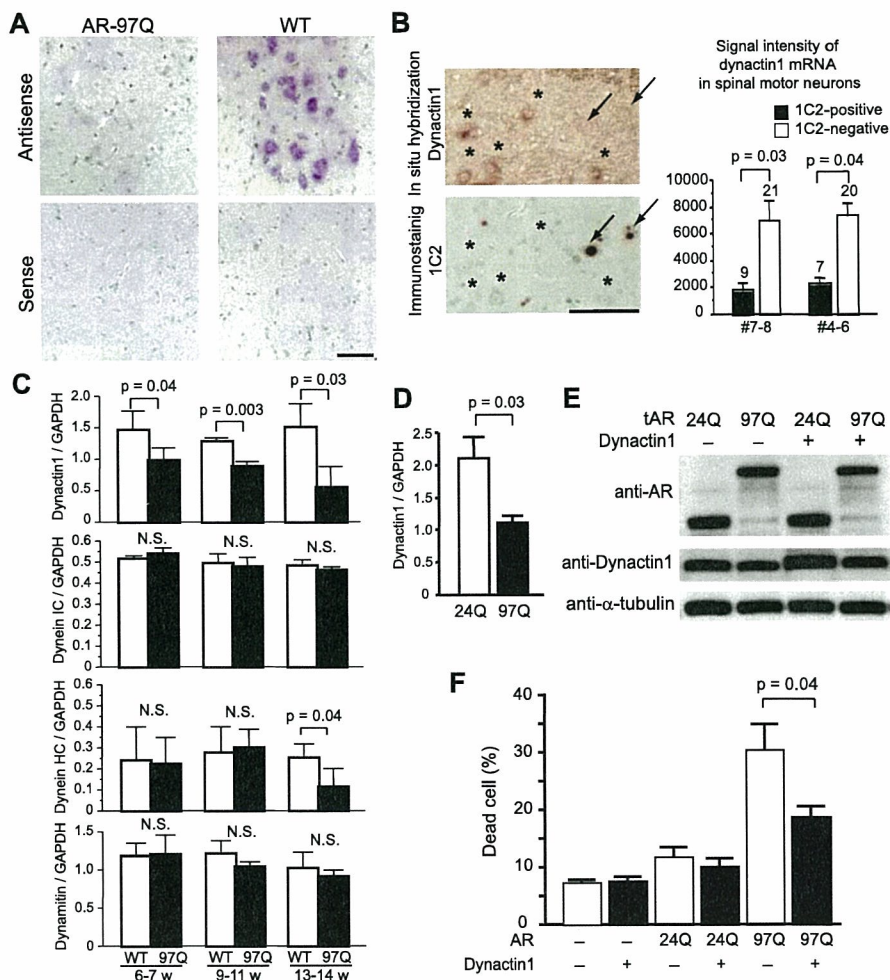 A
AR-97Q
WT
Antisense
Sense
B
In situ hybridization
Dynactin1
Immunostainig
1C2
* * * * *
* * * * *
Signal intensity of
dynactin1 mRNA
in spinal motor neurons
1C2-positive
1C2-negative
p = 0.03
p = 0.04
10000
8000
6000
4000
2000
0
9
21
7
20
#7-8
#4-6
C
Dynactin1 / GAPDH
2.0
1.5
1.0
0.5
0
p = 0.04
p = 0.003
p = 0.03
Dynein IC / GAPDH
0.6
0.5
0.4
0.3
0.2
0.1
0
N.S.
N.S.
N.S.
Dynein HC / GAPDH
0.6
0.5
0.4
0.3
0.2
0.1
0
N.S.
N.S.
p = 0.04
Dynamitin / GAPDH
1.5
1.0
0.5
0
N.S.
N.S.
N.S.
WT 97Q WT 97Q WT 97Q
6-7 w 9-11 w 13-14 w
D
Dynactin1 / GAPDH
2.5
2.0
1.5
1.0
0.5
0
p = 0.03
24Q 97Q
E
tAR 24Q 97Q 24Q 97Q
Dynactin1 – – + +
anti-AR
anti-Dynactin1
anti-α-tubulin
F
Dead cell (%)
40
30
20
10
0
p = 0.04
AR – – 24Q 24Q 97Q 97Q
Dynactin1 – + – + – +